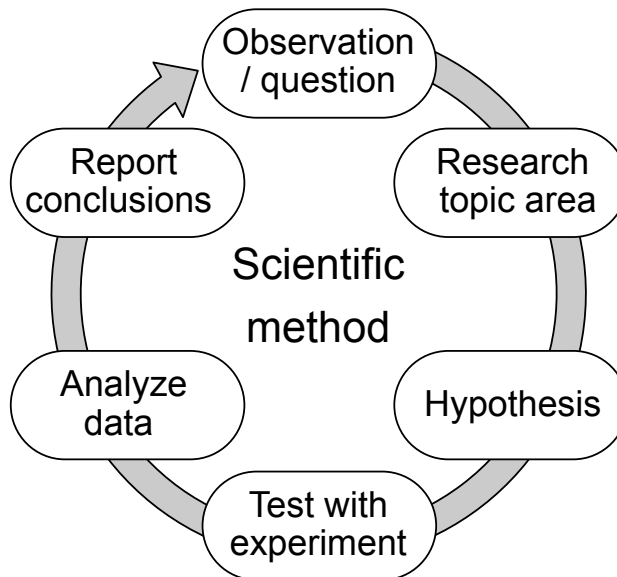 Observation
/ question
Research
topic area
Hypothesis
Test with
experiment
Analyze
data
Report
conclusions
Scientific
method